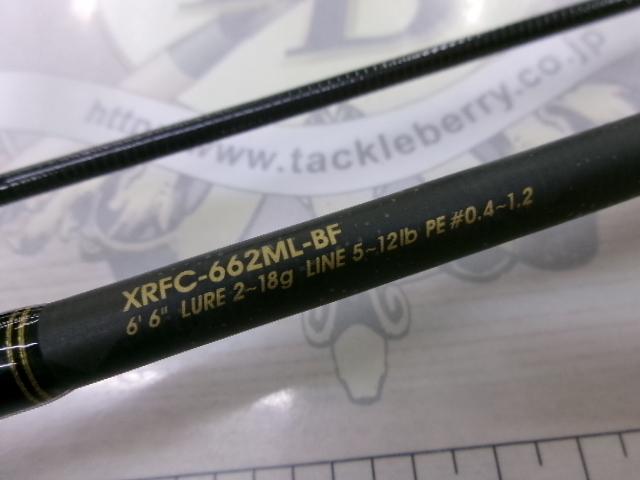 https://www.tackleberry.co.jp
XRFC-662ML-BF
6' 6" LURE 2~18g LINE 5~12lb PE #0.4~1.2